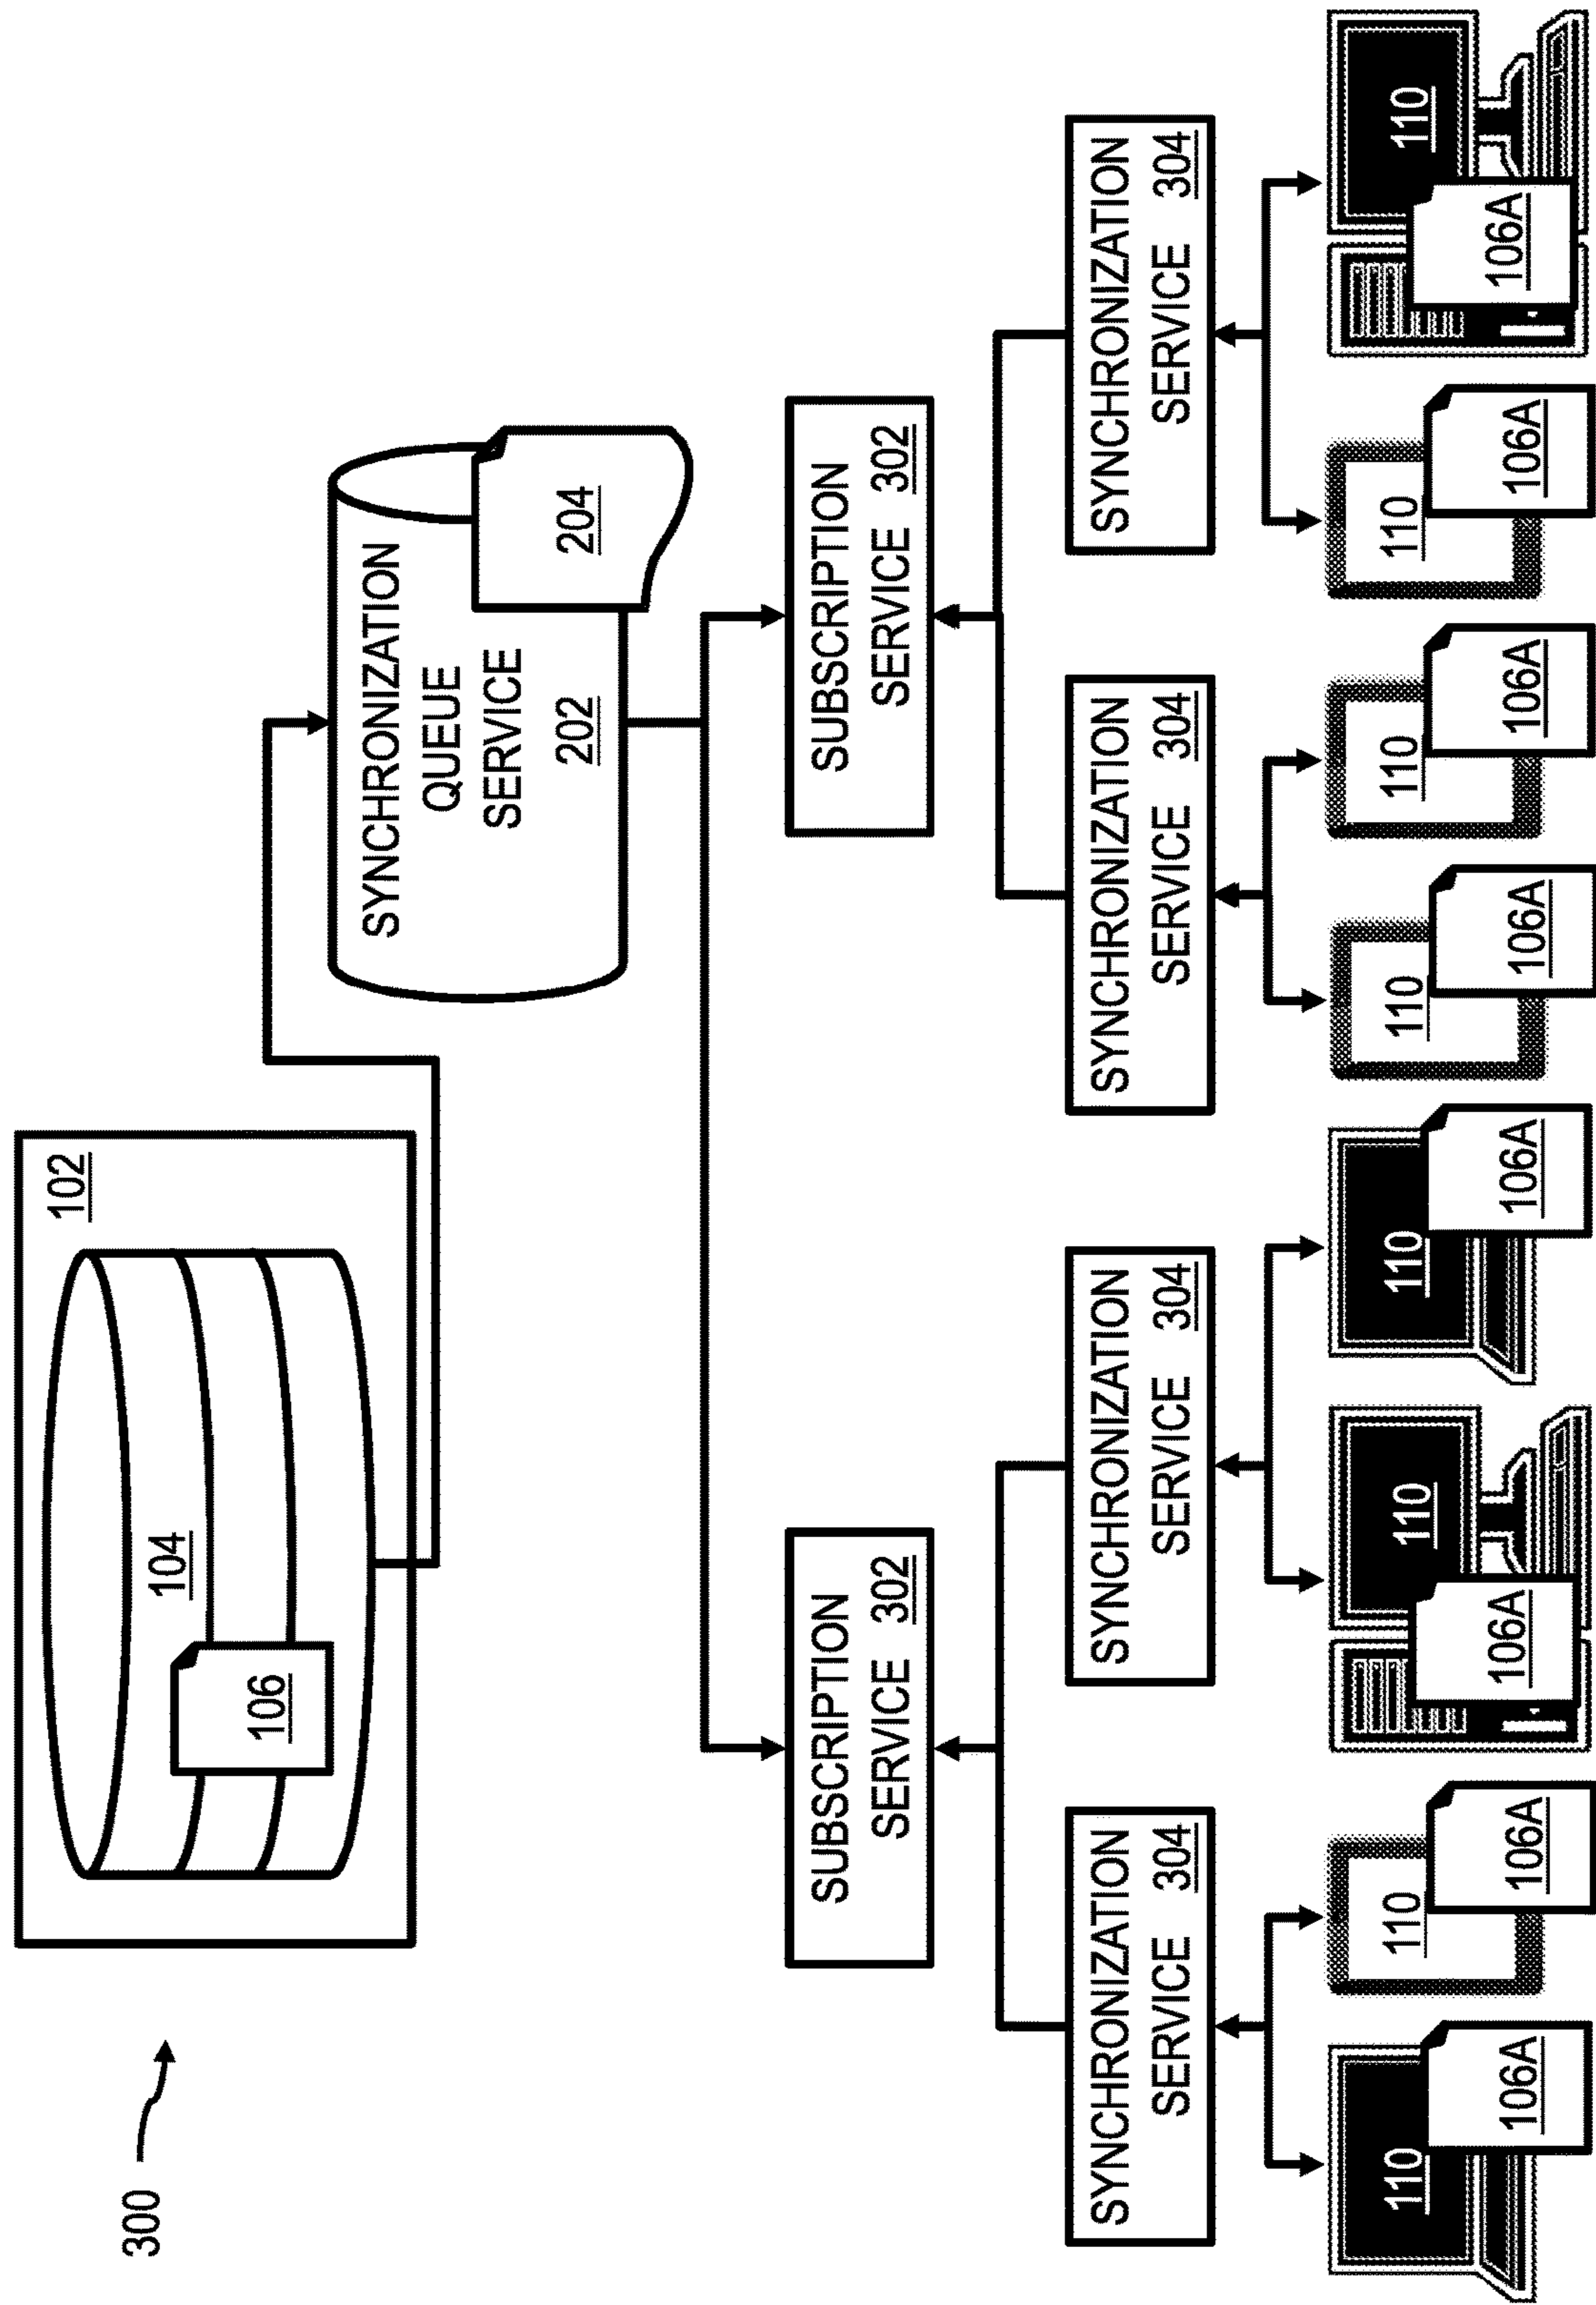 300
102
104
106
SYNCHRONIZATION
QUEUE
SERVICE
202
204
SUBSCRIPTION
SERVICE 302
SUBSCRIPTION
SERVICE 302
SYNCHRONIZATION
SERVICE 304
SYNCHRONIZATION
SERVICE 304
SYNCHRONIZATION
SERVICE 304
SYNCHRONIZATION
SERVICE 304
110
106A
110
106A
110
106A
110
106A
110
106A
110
106A
110
106A
110
106A